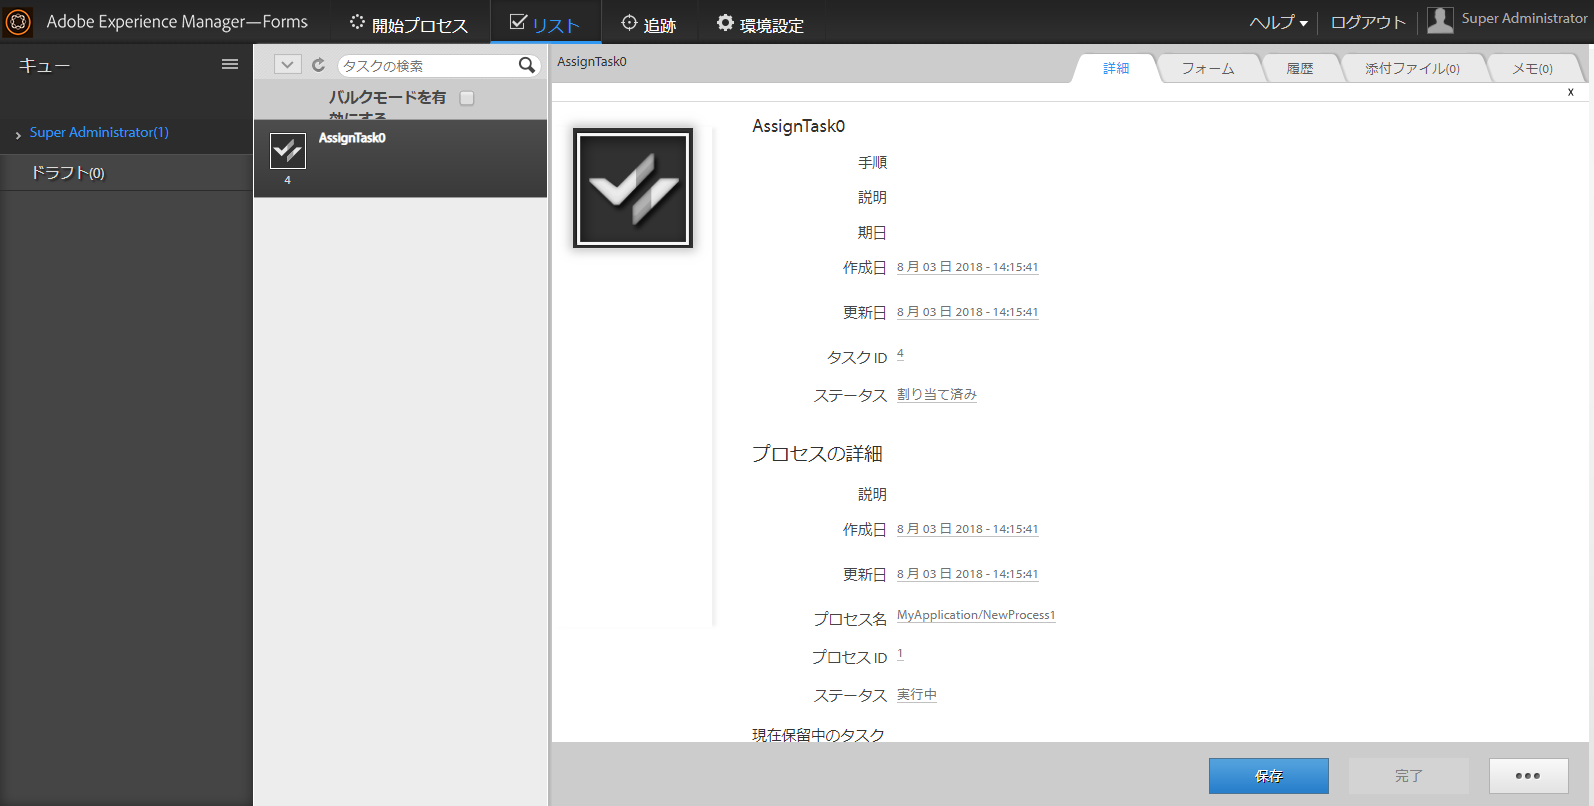 Adobe Experience Manager—Forms
開始プロセス
リスト
追跡
環境設定
ヘルプ
ログアウト
Super Administrator
キュー
Super Administrator(1)
ドラフト(0)
タスクの検索
バルクモードを有
効にする
AssignTask0
4
AssignTask0
詳細
フォーム
履歴
添付ファイル(0)
メモ(0)
x
AssignTask0
手順
説明
期日
作成日 8 月 03 日 2018 - 14:15:41
更新日 8 月 03 日 2018 - 14:15:41
タスク ID 4
ステータス 割り当て済み
プロセスの詳細
説明
作成日 8 月 03 日 2018 - 14:15:41
更新日 8 月 03 日 2018 - 14:15:41
プロセス名 MyApplication/NewProcess1
プロセス ID 1
ステータス 実行中
現在保留中のタスク
保存
完了